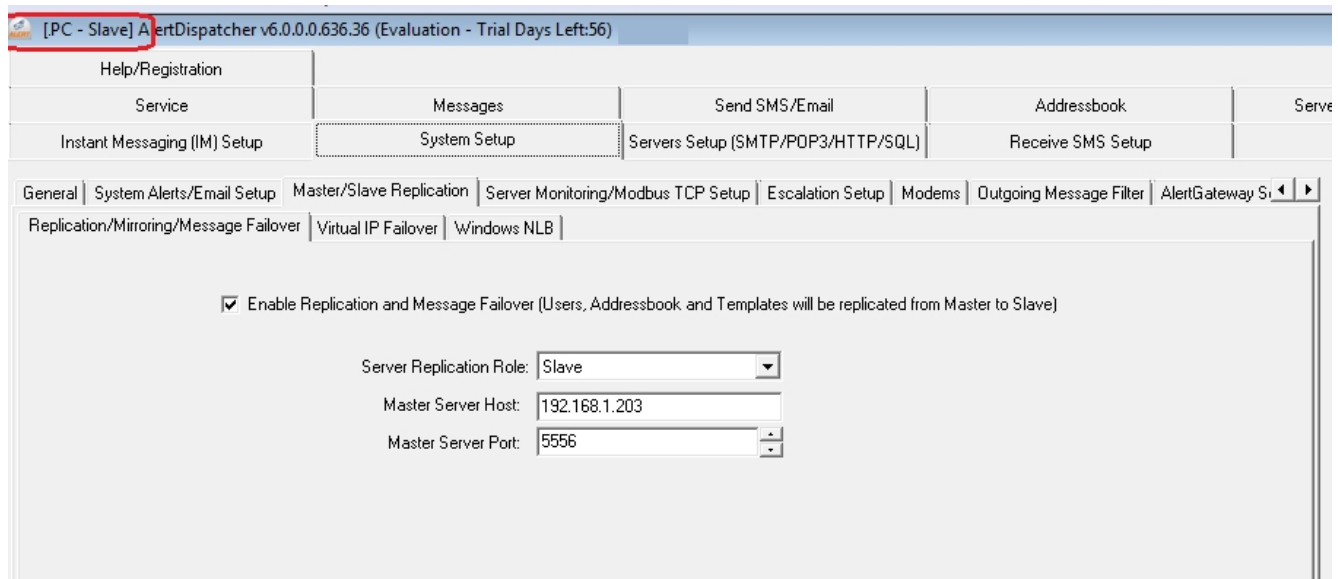 [.PC - Slave] AlertDispatcher v6.0.0.0.636.36 (Evaluation - Trial Days Left:56)
Help/Registration
Service Messages Send SMS/Email Addressbook
Instant Messaging (IM) Setup System Setup Servers Setup (SMTP/POP3/HTTP/SQL) Receive SMS Setup
General System Alerts/Email Setup Master/Slave Replication Server Monitoring/Modbus TCP Setup Escalation Setup Modems Outgoing Message Filter AlertGateway
Replication/Mirroring/Message Failover Virtual IP Failover Windows NLB
Enable Replication and Message Failover (Users, Addressbook and Templates will be replicated from Master to Slave)
Server Replication Role: Slave
Master Server Host: 192.168.1.203
Master Server Port: 5556